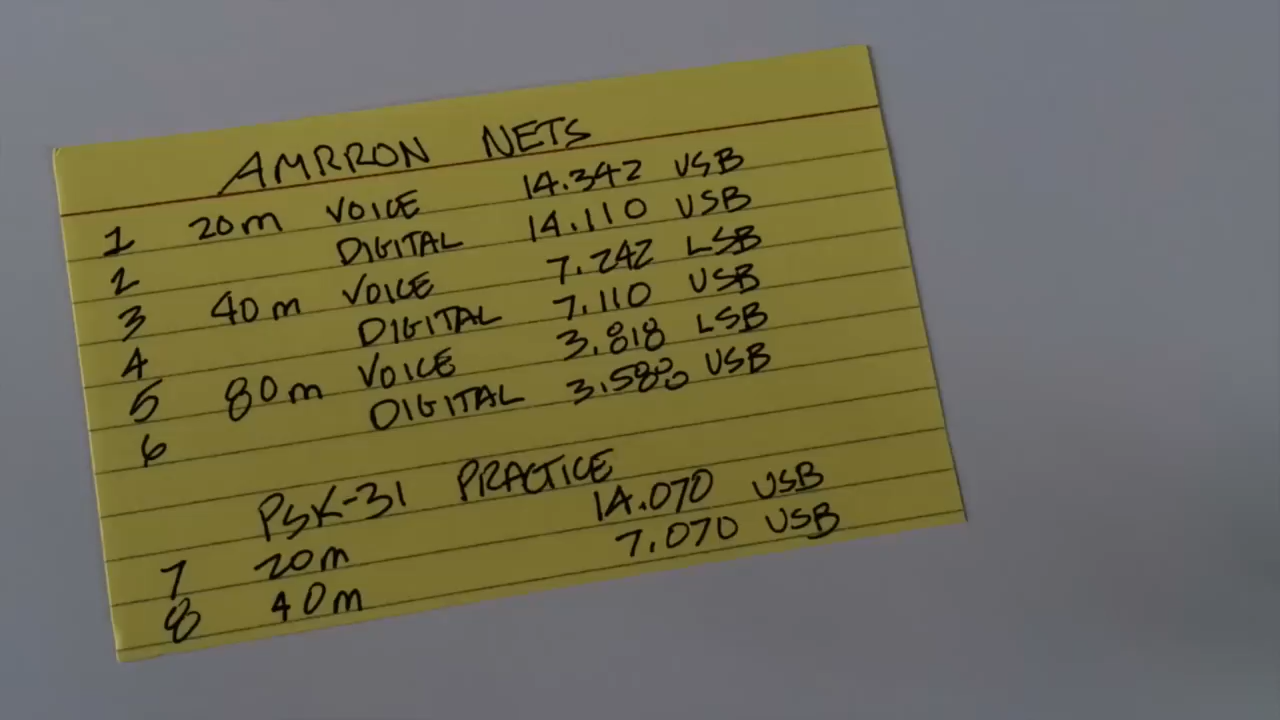 AMRRON NETS
1 20m VOICE 14.342 USB
2 DIGITAL 14.110 USB
3 40m VOICE 7.242 LSB
4 DIGITAL 7.110 USB
5 80m VOICE 3.818 LSB
6 DIGITAL 3.588 USB
PSK-31 PRACTICE
7 20m 14.070 USB
8 40m 7.070 USB